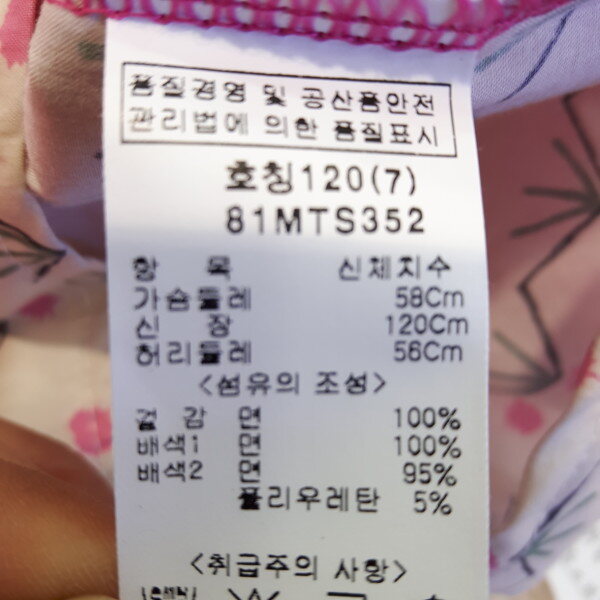 품질경영 및 공산품안전
관리법에 의한 품질표시
호칭120(7)
81MTS352
항 목 신체치수
가슴둘레 58Cm
신 장 120Cm
허리둘레 56Cm
<섬유의 조성>
겉 감 면 100%
배색1 면 100%
배색2 면 95%
폴리우레탄 5%
<취급주의 사항>